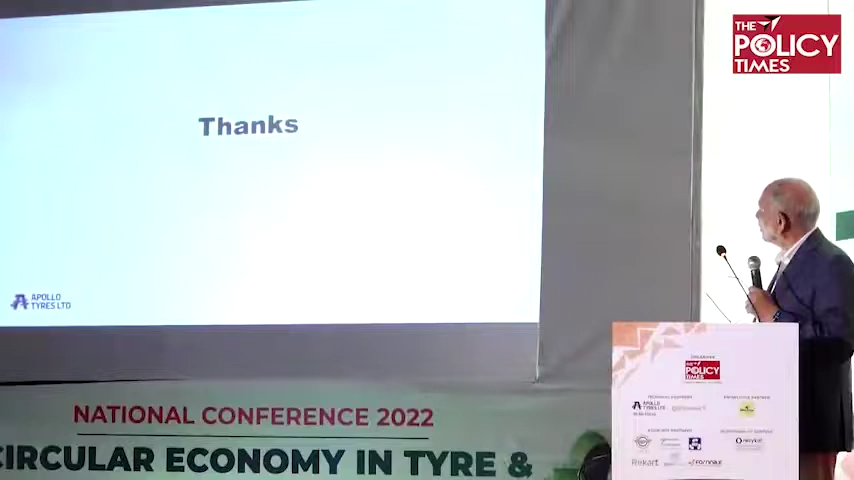 THE
POLICY
TIMES
Thanks
APOLLO
TYRES LTD
NATIONAL CONFERENCE 2022
CIRCULAR ECONOMY IN TYRE &
THE
POLICY
TIMES
APOLLO
TYRES LTD